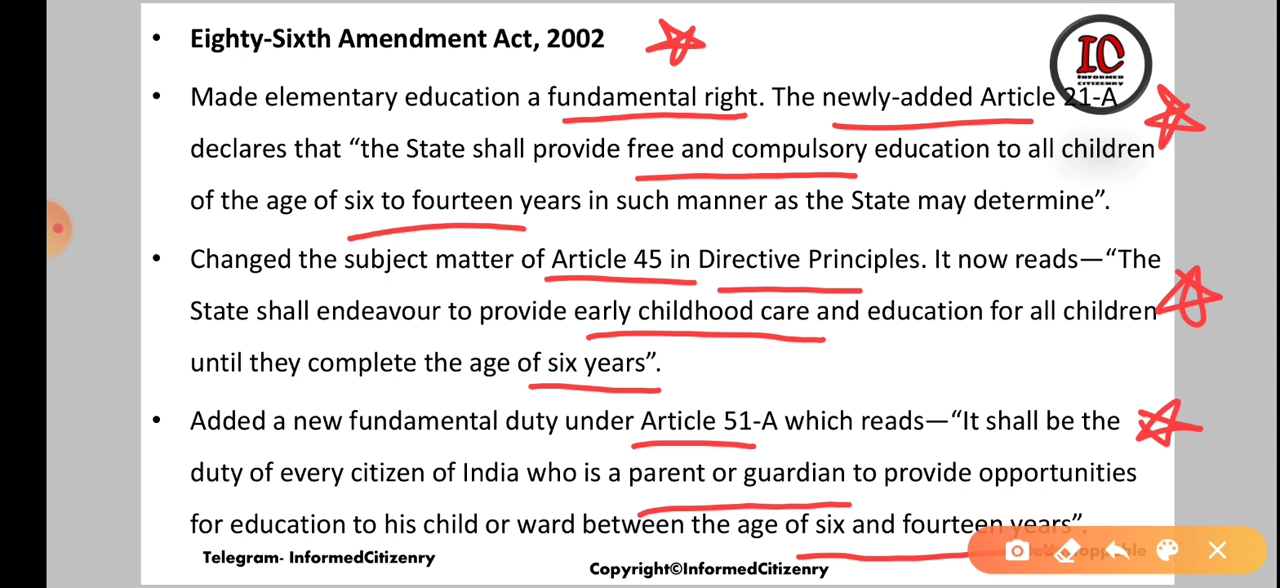 • Eighty-Sixth Amendment Act, 2002
IC
INFORMED
CITIZENRY
• Made elementary education a fundamental right. The newly-added Article 21-A
declares that “the State shall provide free and compulsory education to all children
of the age of six to fourteen years in such manner as the State may determine”.
• Changed the subject matter of Article 45 in Directive Principles. It now reads—“The
State shall endeavour to provide early childhood care and education for all children
until they complete the age of six years”.
• Added a new fundamental duty under Article 51-A which reads—“It shall be the
duty of every citizen of India who is a parent or guardian to provide opportunities
for education to his child or ward between the age of six and fourteen years”.
Telegram- InformedCitizenry
Copyright©InformedCitizenry